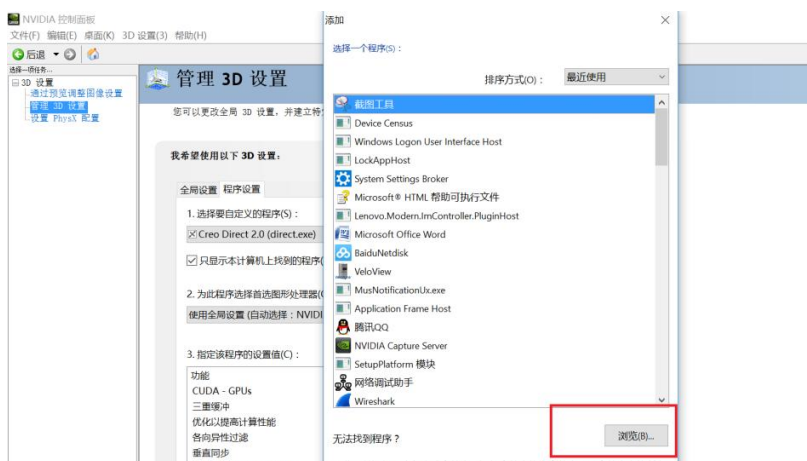 NVIDIA 控制面板
文件(F) 编辑(E) 桌面(K) 3D 设置(3) 帮助(H)
后退
选择一项任务...
3D 设置
通过预览调整图像设置
管理 3D 设置
设置 PhysX 配置
管理 3D 设置
您可以更改全局 3D 设置，并建立特
我希望使用以下 3D 设置：
全局设置 程序设置
1. 选择要自定义的程序(S)：
Creo Direct 2.0 (direct.exe)
只显示本计算机上找到的程序(
2. 为此程序选择首选图形处理器(
使用全局设置 (自动选择：NVIDI
3. 指定该程序的设置值(C)：
功能
CUDA - GPUs
三重缓冲
优化以提高计算性能
各向异性过滤
垂直同步
添加
选择一个程序(S)：
排序方式(O)： 最近使用
截图工具
Device Census
Windows Logon User Interface Host
LockAppHost
System Settings Broker
Microsoft® HTML 帮助可执行文件
Lenovo.Modern.ImController.PluginHost
Microsoft Office Word
BaiduNetdisk
VeloView
MusNotificationUx.exe
Application Frame Host
腾讯QQ
NVIDIA Capture Server
SetupPlatform 模块
网络调试助手
Wireshark
无法找到程序？
浏览(B)...